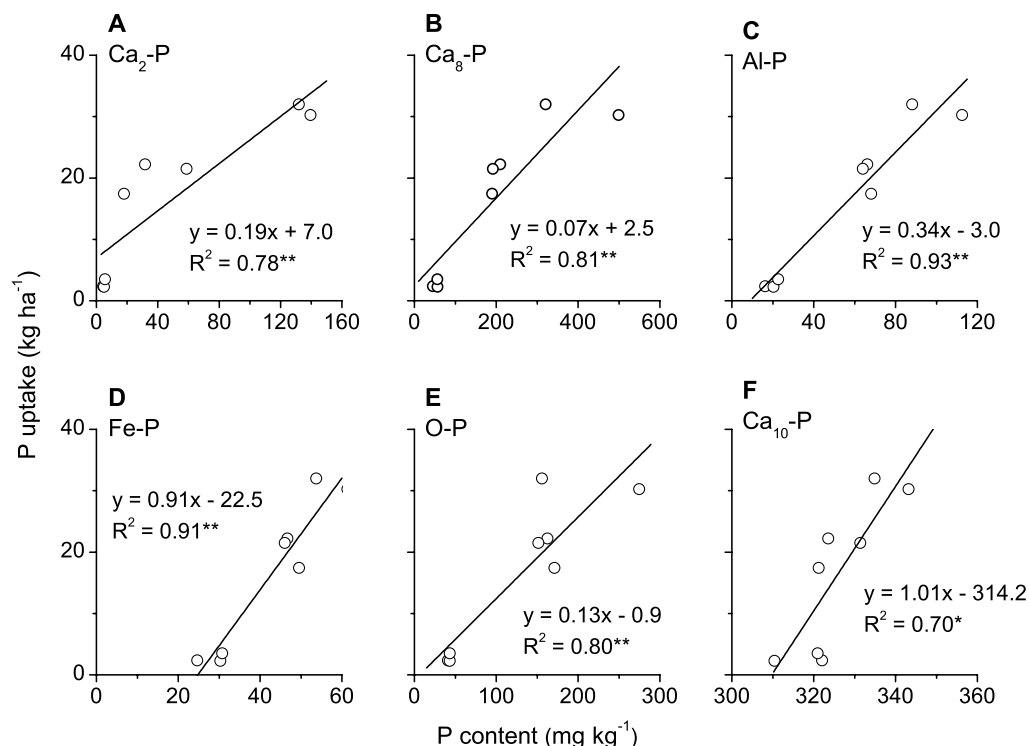 A
Ca₂-P
40
20
0
0 40 80 120 160
y = 0.19x + 7.0
R² = 0.78**
B
Ca₈-P
0 200 400 600
y = 0.07x + 2.5
R² = 0.81**
C
Al-P
0 40 80 120
y = 0.34x - 3.0
R² = 0.93**
P uptake (kg ha⁻¹)
D
Fe-P
40
20
0
0 20 40 60
y = 0.91x - 22.5
R² = 0.91**
E
O-P
0 100 200 300
y = 0.13x - 0.9
R² = 0.80**
F
Ca₁₀-P
300 320 340 360
y = 1.01x - 314.2
R² = 0.70*
P content (mg kg⁻¹)